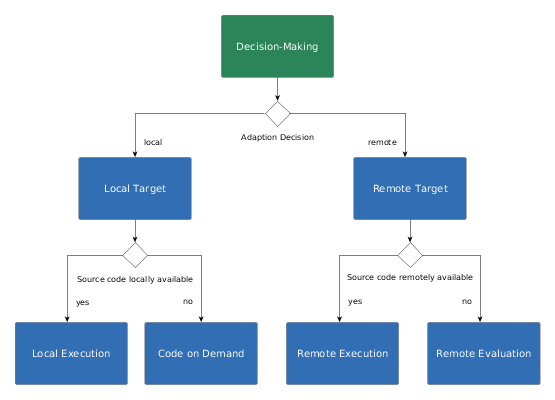 Decision-Making
Adaption Decision
local
remote
Local Target
Remote Target
Source code locally available
Source code remotely available
yes
no
yes
no
Local Execution
Code on Demand
Remote Execution
Remote Evaluation